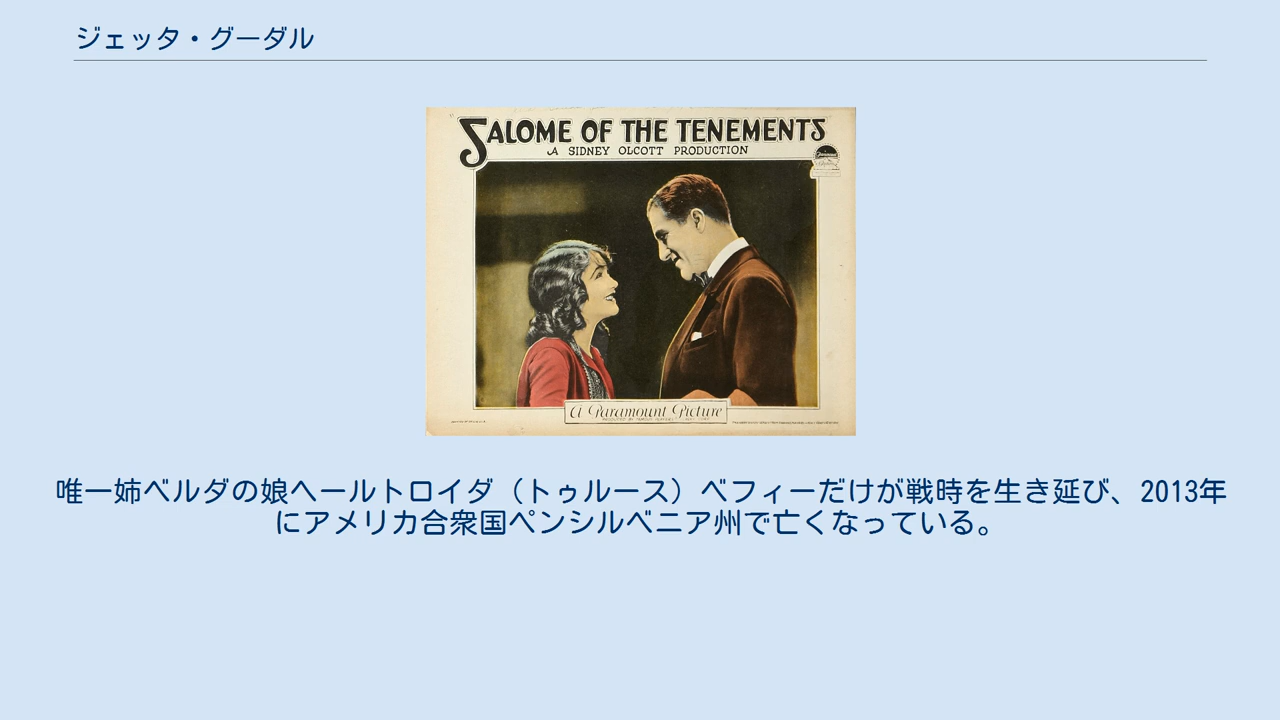 ジェッタ・グーダル
SALOME OF THE TENEMENTS
A SIDNEY OLCOTT PRODUCTION
Paramount
A Paramount Picture
唯一姉ベルダの娘ヘールトロイダ（トゥルース）ベフィーだけが戦時を生き延び、2013年
にアメリカ合衆国ペンシルベニア州で亡くなっている。